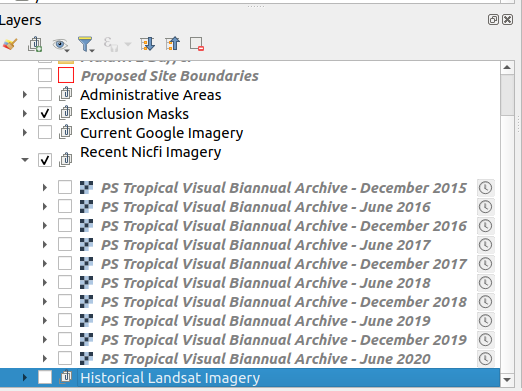 Layers
Proposed Site Boundaries
Administrative Areas
Exclusion Masks
Current Google Imagery
Recent Nicfi Imagery
PS Tropical Visual Biannual Archive - December 2015
PS Tropical Visual Biannual Archive - June 2016
PS Tropical Visual Biannual Archive - December 2016
PS Tropical Visual Biannual Archive - June 2017
PS Tropical Visual Biannual Archive - December 2017
PS Tropical Visual Biannual Archive - June 2018
PS Tropical Visual Biannual Archive - December 2018
PS Tropical Visual Biannual Archive - June 2019
PS Tropical Visual Biannual Archive - December 2019
PS Tropical Visual Biannual Archive - June 2020
Historical Landsat Imagery